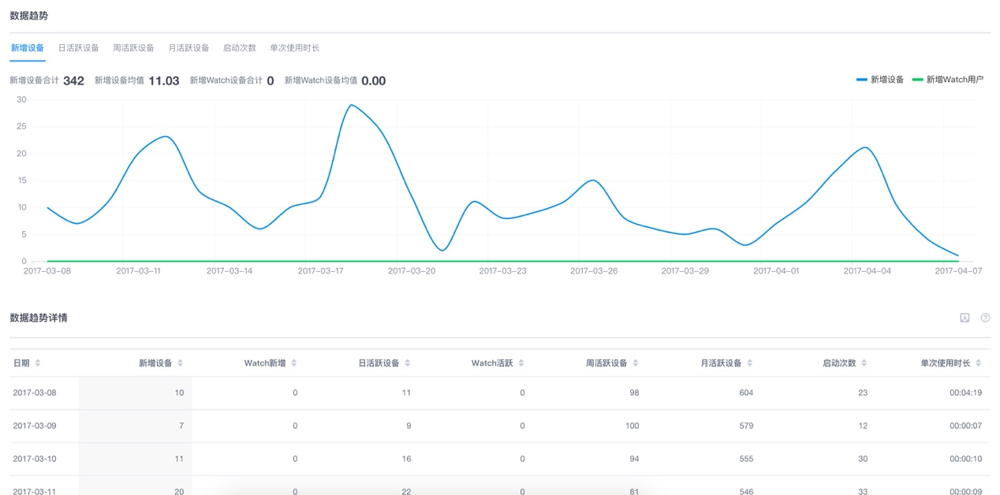 数据趋势
新增设备 日活跃设备 周活跃设备 月活跃设备 启动次数 单次使用时长
新增设备合计 342 新增设备均值 11.03 新增Watch设备合计 0 新增Watch设备均值 0.00 新增设备 新增Watch用户
30
25
20
15
10
5
0
2017-03-08 2017-03-11 2017-03-14 2017-03-17 2017-03-20 2017-03-23 2017-03-26 2017-03-29 2017-04-01 2017-04-04 2017-04-07
数据趋势详情
日期 新增设备 Watch新增 日活跃设备 Watch活跃 周活跃设备 月活跃设备 启动次数 单次使用时长
2017-03-08 10 0 11 0 98 604 23 00:04:19
2017-03-09 7 0 9 0 100 579 12 00:00:07
2017-03-10 11 0 16 0 94 555 30 00:00:10
2017-03-11 20 0 22 0 81 546 33 00:00:09